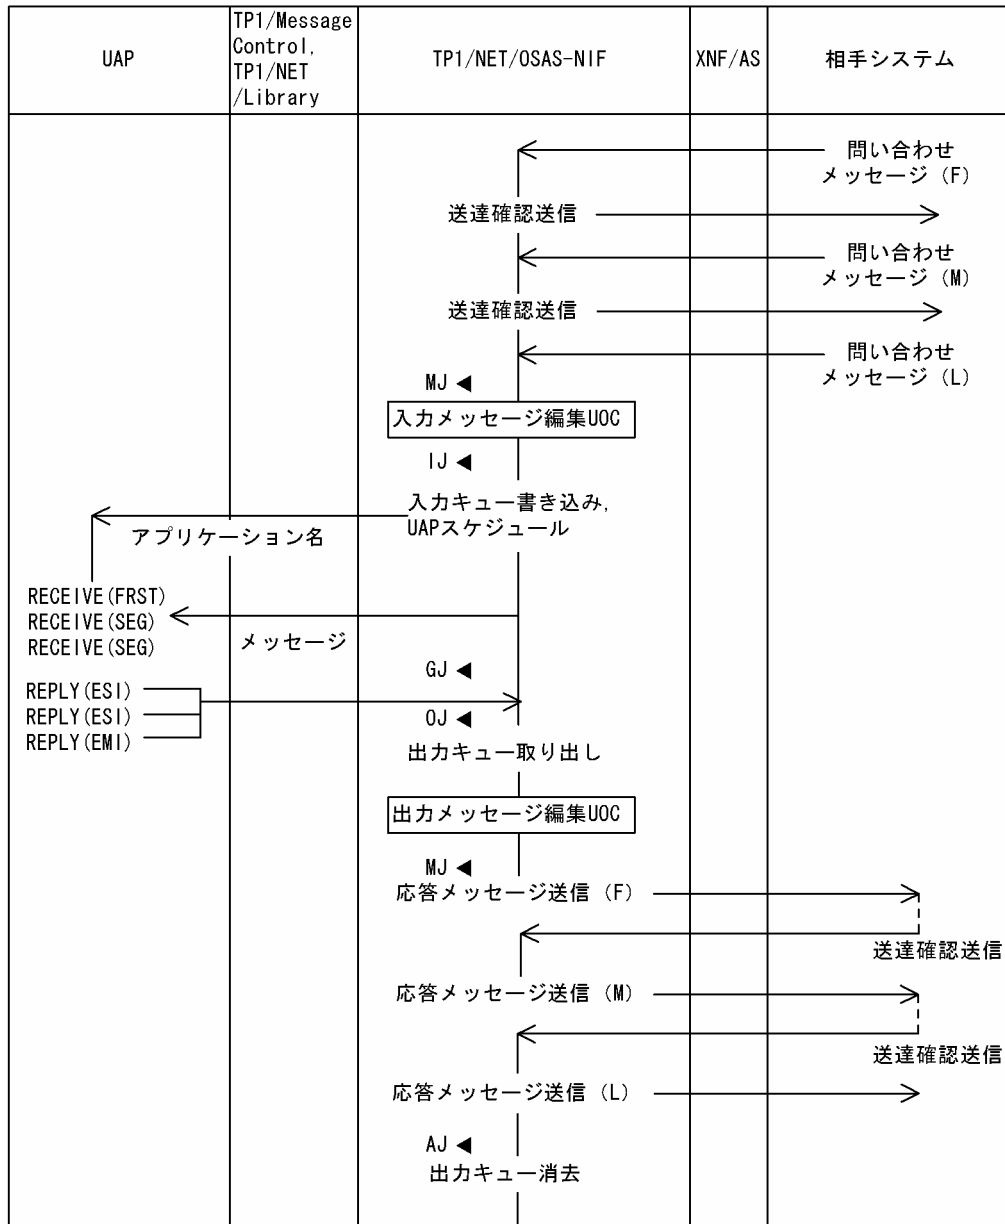 UAP
TP1/Message
Control,
TP1/NET
/Library
TP1/NET/OSAS-NIF
XNF/AS
相手システム
問い合わせ
メッセージ(F)
送達確認送信
問い合わせ
メッセージ(M)
送達確認送信
問い合わせ
メッセージ(L)
MJ
入力メッセージ編集UOC
IJ
入力キュー書き込み,
UAPスケジュール
アプリケーション名
RECEIVE(FRST)
RECEIVE(SEG)
RECEIVE(SEG)
メッセージ
GJ
REPLY(ESI)
REPLY(ESI)
REPLY(EMI)
OJ
出力キュー取り出し
出力メッセージ編集UOC
MJ
応答メッセージ送信(F)
送達確認送信
応答メッセージ送信(M)
送達確認送信
応答メッセージ送信(L)
AJ
出力キュー消去